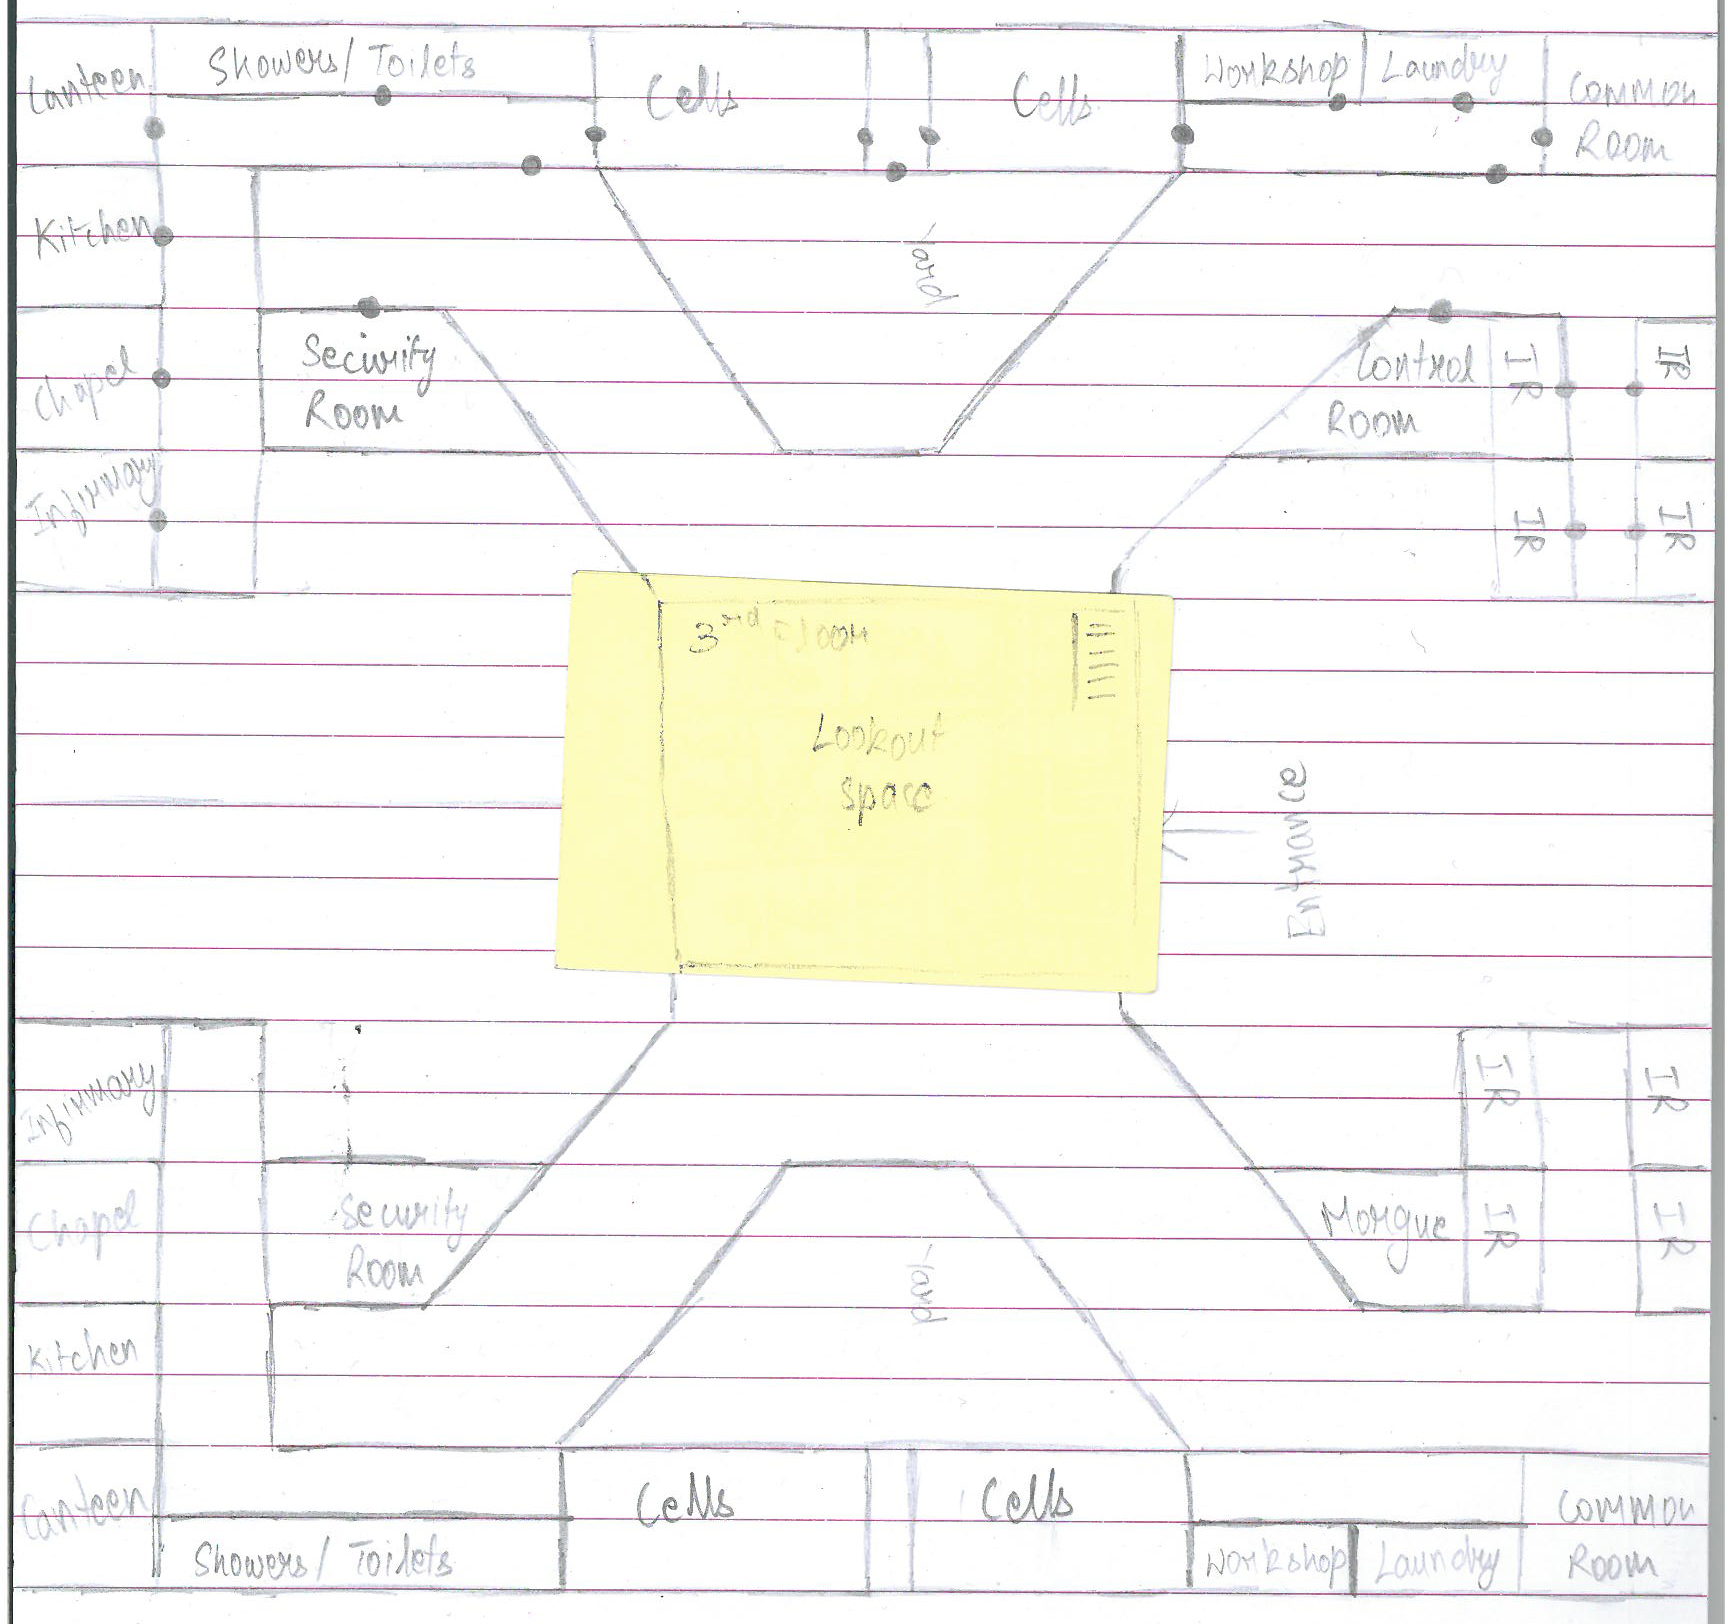 Showers/ Toilets
Canteen
Cells
Cells
Workshop
Laundry
Common
Room
Kitchen
Yard
Security
Room
Control
Room
IR
IR
Chapel
Infirmary
IR
IR
3rd Floor
Lookout
space
Entrance
Infirmary
IR
IR
Chapel
Security
Room
Morgue
IR
IR
Yard
Kitchen
Canteen
Cells
Cells
Common
Room
Showers/ Toilets
Workshop
Laundry